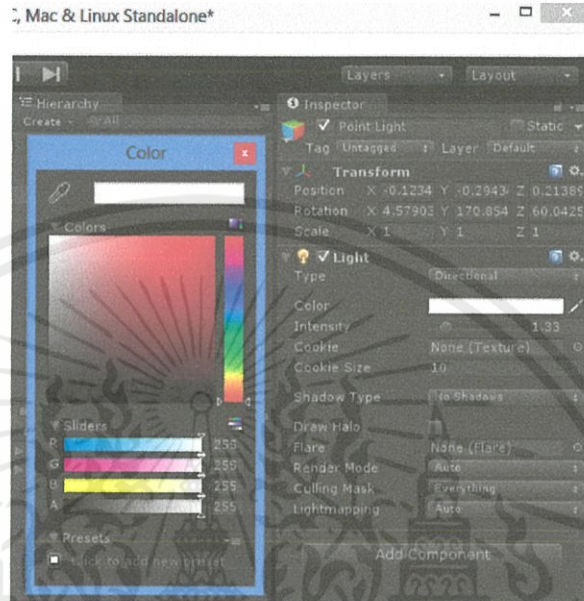 , Mac & Linux Standalone*
Layers Layout
Hierarchy
Create All
Color
Colors
Sliders
R 255
G 255
B 255
A 255
Presets
Click to add new preset
Inspector
Point Light Static
Tag Untagged Layer Default
Transform
Position X -0.1234 Y -0.2943 Z 0.21389
Rotation X 4.57903 Y 170.854 Z 60.0425
Scale X 1 Y 1 Z 1
Light
Type Directional
Color
Intensity 1.33
Cookie None (Texture)
Cookie Size 10
Shadow Type No Shadows
Draw Halo
Flare None (Flare)
Render Mode Auto
Culling Mask Everything
Lightmapping Auto
Add Component